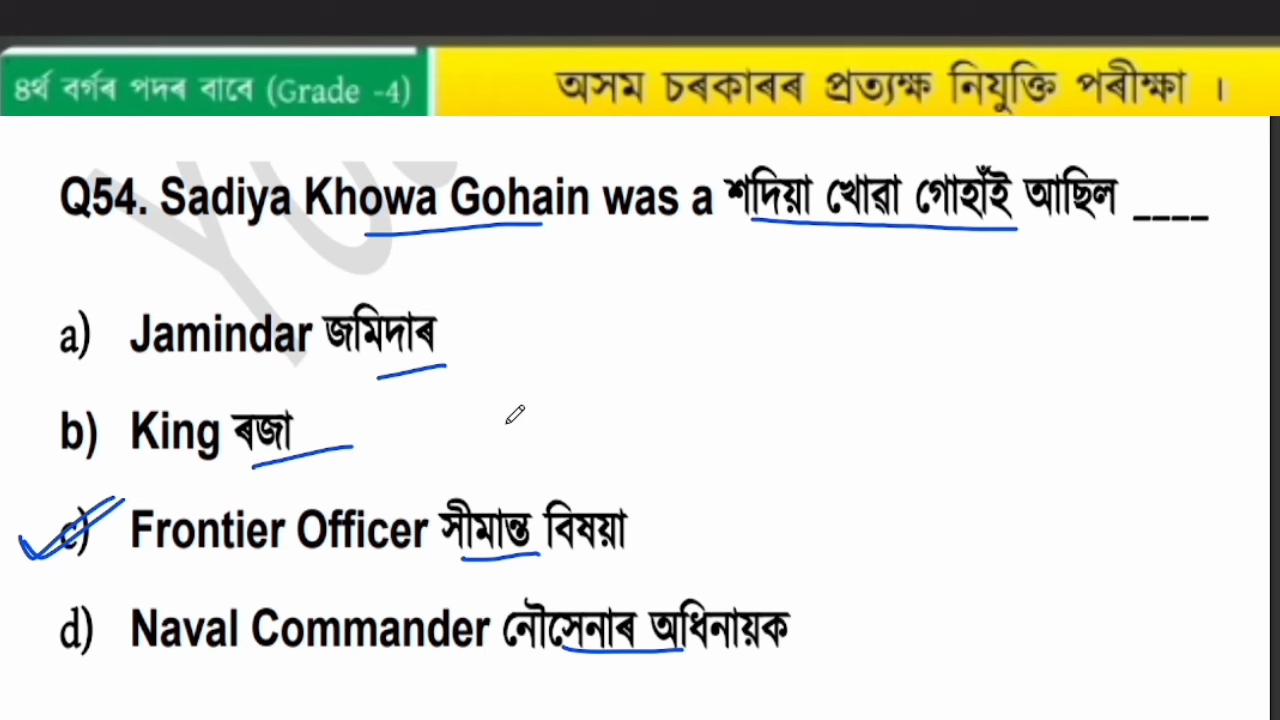 ৪ৰ্থ বৰ্গৰ পদৰ বাবে (Grade -4)
অসম চৰকাৰৰ প্ৰত্যক্ষ নিযুক্তি পৰীক্ষা ।
Q54. Sadiya Khowa Gohain was a শদিয়া খোৱা গোহাঁই আছিল ____
a) Jamindar জমিদাৰ
b) King ৰজা
c) Frontier Officer সীমান্ত বিষয়া
d) Naval Commander নৌসেনাৰ অধিনায়ক